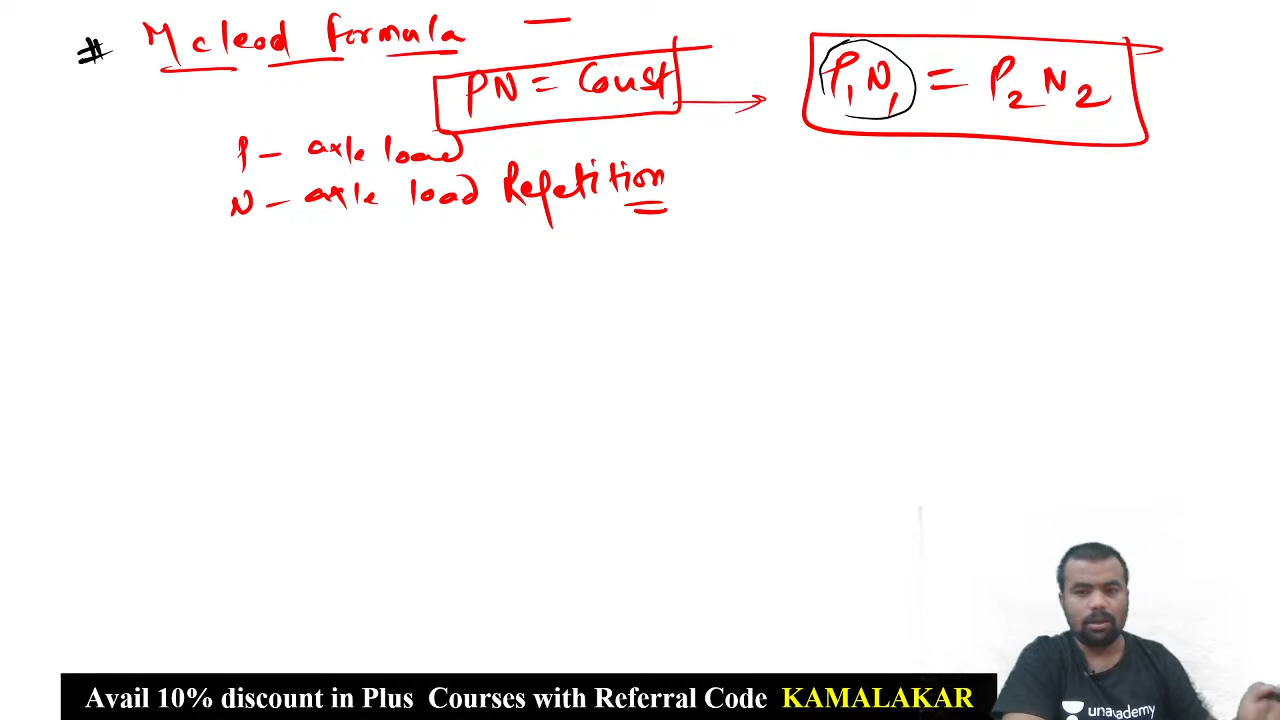 # Mcleod formula –
PN = Const → P₁N₁ = P₂N₂
P – axle load
N – axle load Repetition
unacademy
Avail 10% discount in Plus Courses with Referral Code KAMALAKAR